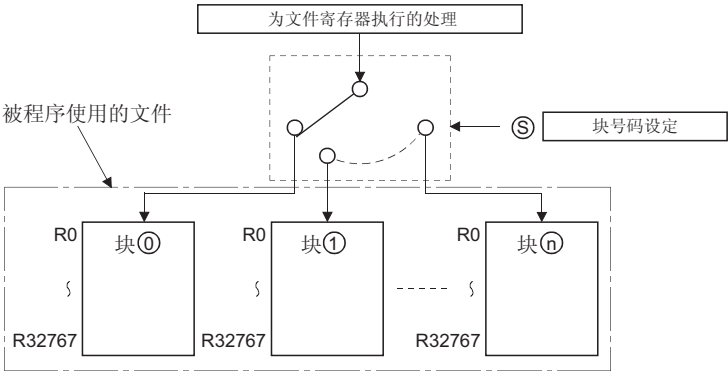 为文件寄存器执行的处理
被程序使用的文件
Ⓢ 块号码设定
R0 块⓪ R0 块① R0 块ⓝ
R32767 R32767 R32767